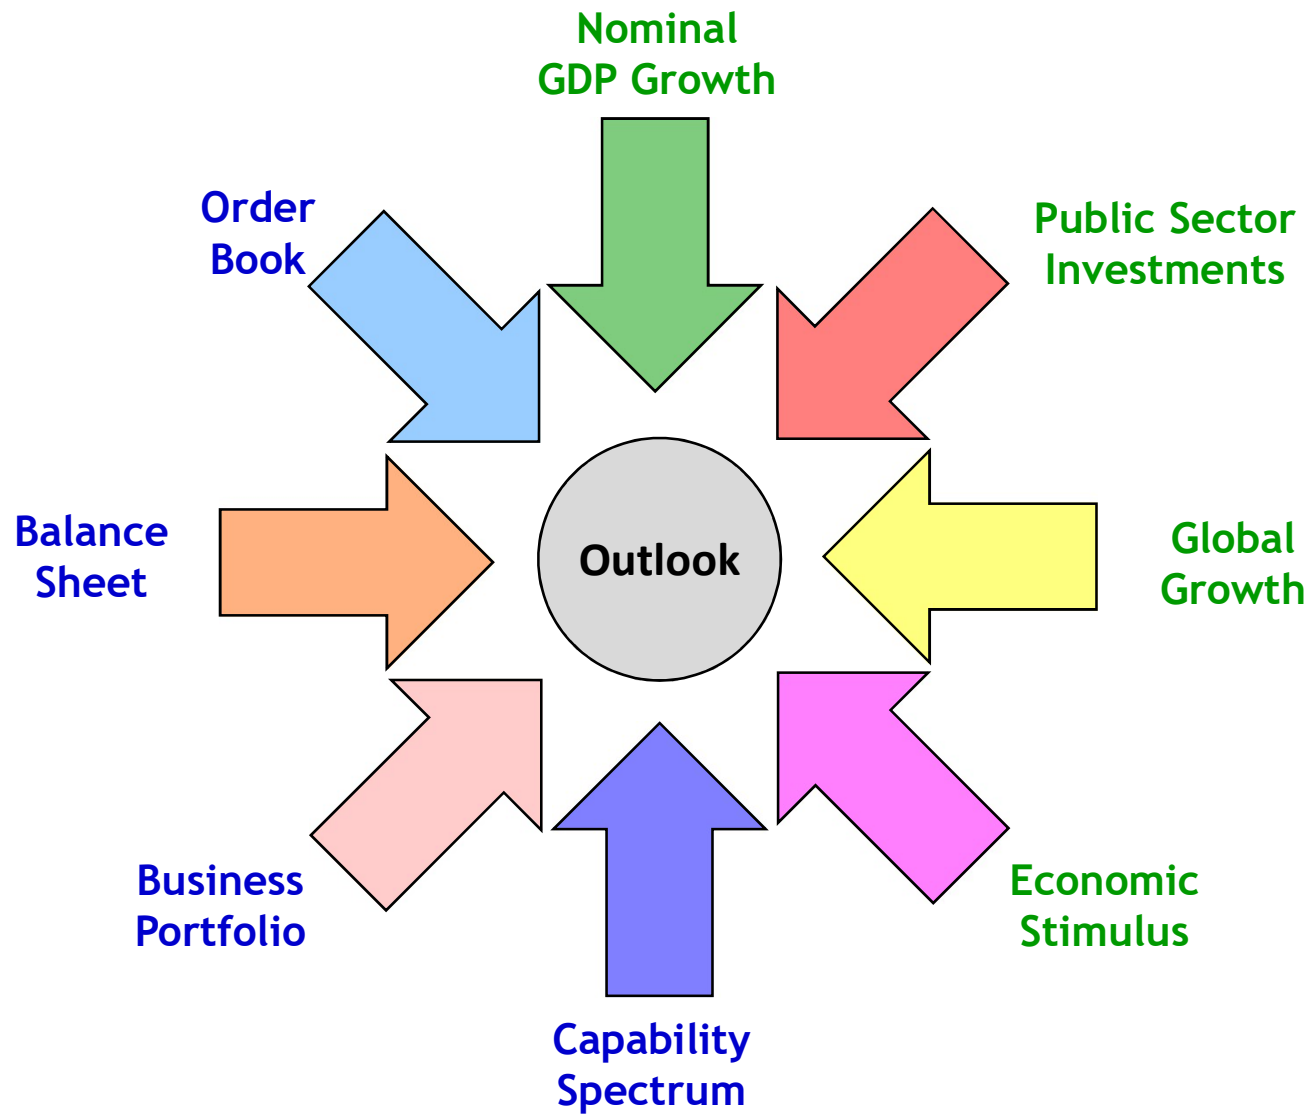 Nominal
GDP Growth
Order
Book
Public Sector
Investments
Balance
Sheet
Outlook
Global
Growth
Business
Portfolio
Economic
Stimulus
Capability
Spectrum